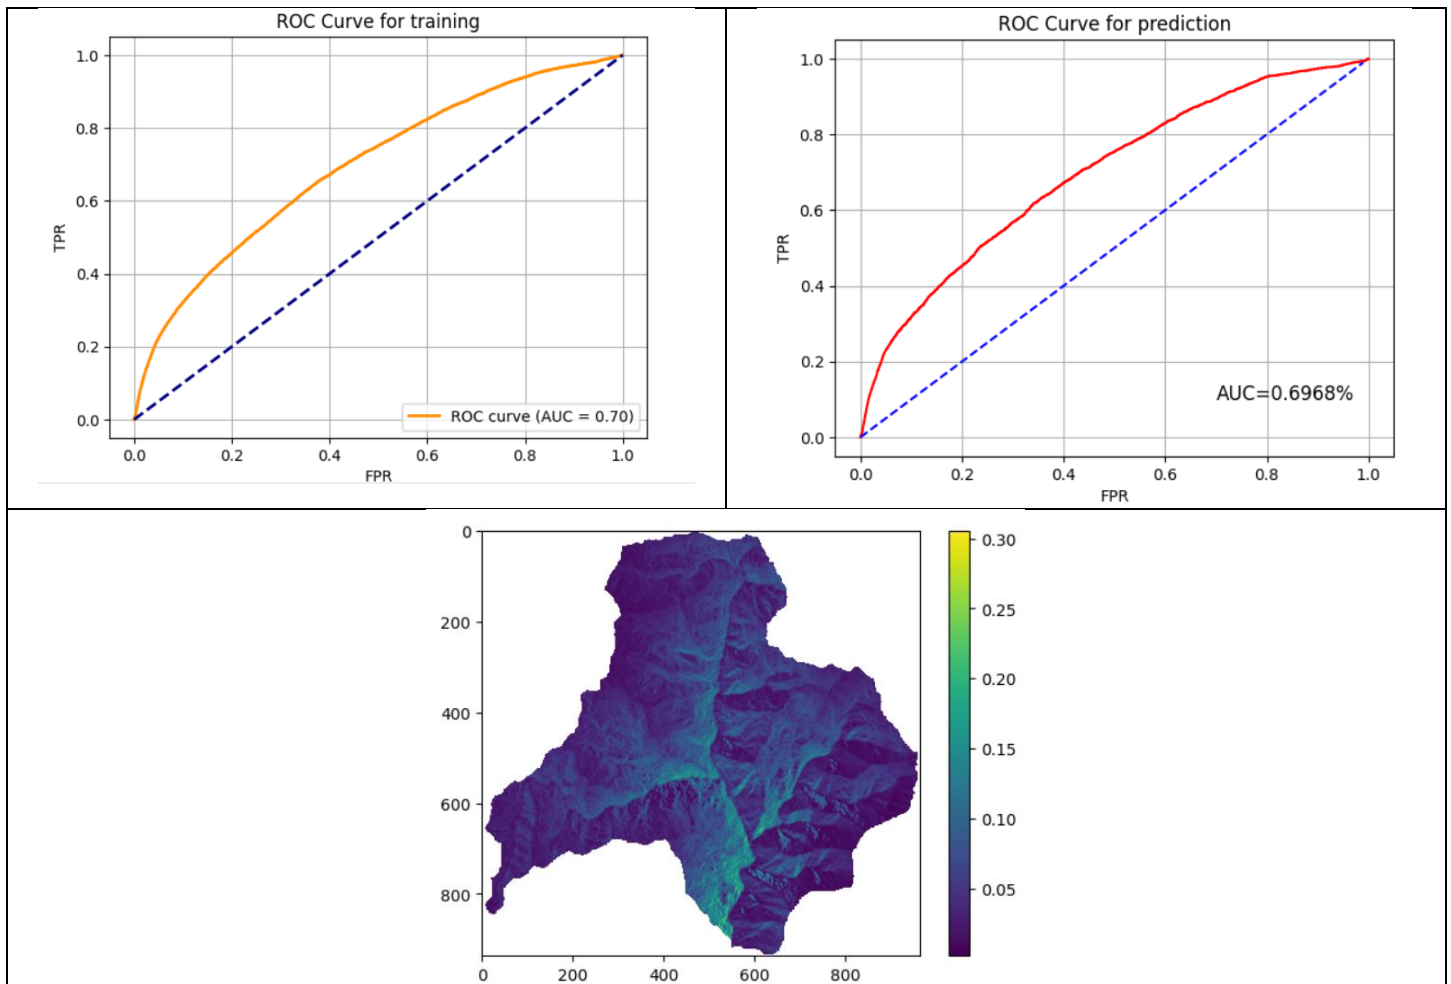 ROC Curve for training
1.0
0.8
0.6
0.4
0.2
0.0
TPR
ROC curve (AUC = 0.70)
0.0 0.2 0.4 0.6 0.8 1.0
FPR
ROC Curve for prediction
1.0
0.8
0.6
0.4
0.2
0.0
TPR
AUC=0.6968%
0.0 0.2 0.4 0.6 0.8 1.0
FPR
0
200
400
600
800
0 200 400 600 800
0.30
0.25
0.20
0.15
0.10
0.05